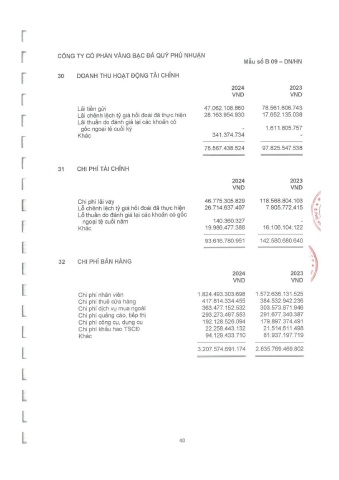 CÔNG TY CỔ PHẦN VÀNG BẠC ĐÁ QUÝ PHÚ NHUẬN
Mẫu số B 09 – DN/HN
30 DOANH THU HOẠT ĐỘNG TÀI CHÍNH
2024 2023
VND VND
Lãi tiền gửi 47.062.108.860 78.561.606.743
Lãi chênh lệch tỷ giá hối đoái đã thực hiện 28.163.954.930 17.652.135.038
Lãi thuần do đánh giá lại các khoản có
gốc ngoại tệ cuối kỳ - 1.611.805.757
Khác 341.374.734 -
75.567.438.524 97.825.547.538
31 CHI PHÍ TÀI CHÍNH
2024 2023
VND VND
Chi phí lãi vay 46.775.305.829 118.568.804.103
Lỗ chênh lệch tỷ giá hối đoái đã thực hiện 26.714.637.407 7.905.772.415
Lỗ thuần do đánh giá lại các khoản có gốc
ngoại tệ cuối năm 140.360.327 -
Khác 19.986.477.388 16.106.104.122
93.616.780.951 142.580.680.640
32 CHI PHÍ BÁN HÀNG
2024 2023
VND VND
Chi phí nhân viên 1.824.493.303.698 1.572.636.131.525
Chi phí thuê cửa hàng 417.614.334.455 384.532.942.236
Chi phí dịch vụ mua ngoài 363.477.152.532 303.573.871.946
Chi phí quảng cáo, tiếp thị 293.273.497.553 291.677.340.387
Chi phí công cụ, dụng cụ 192.128.526.094 179.897.374.491
Chi phí khấu hao TSCĐ 22.258.443.132 21.514.611.498
Khác 94.129.433.710 81.937.197.719
3.207.574.691.174 2.835.769.469.802
40